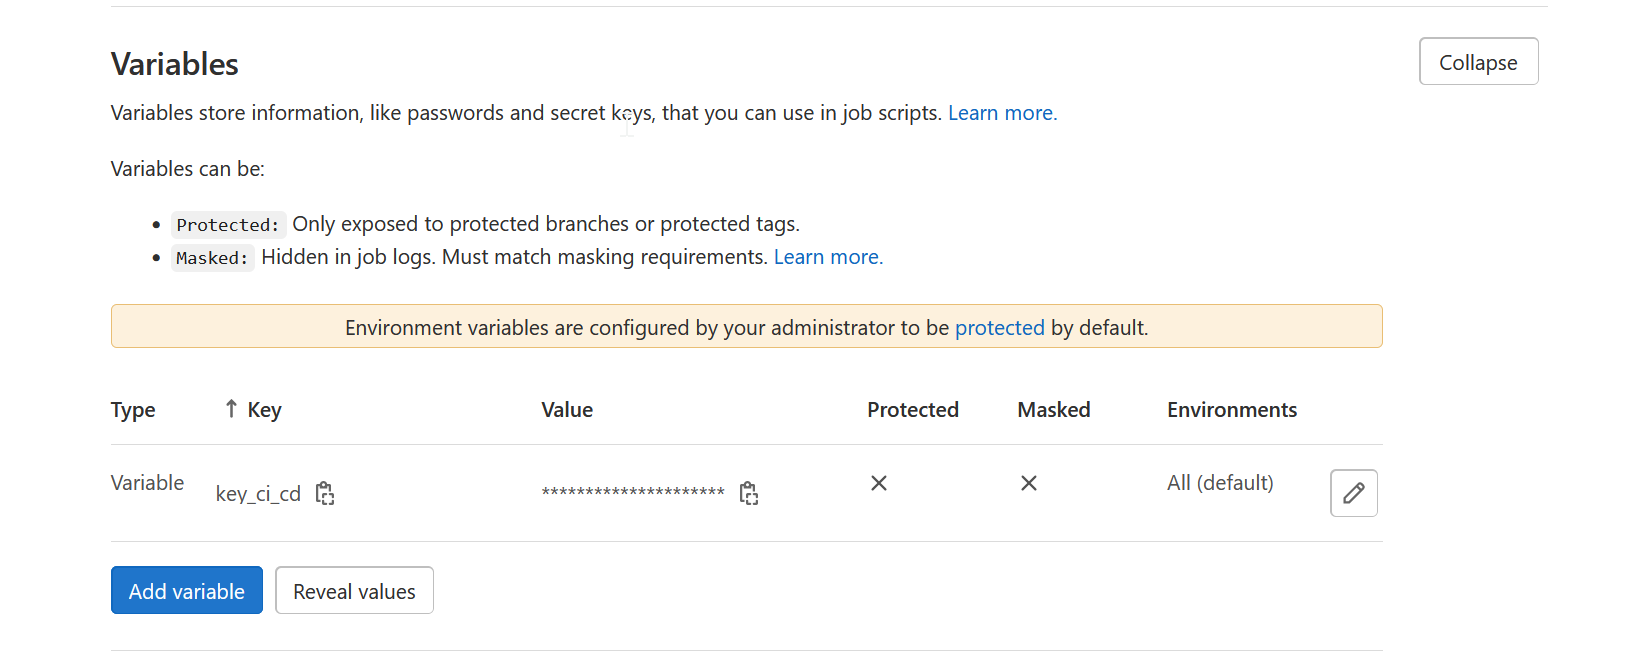 Variables
Collapse
Variables store information, like passwords and secret keys, that you can use in job scripts. Learn more.
Variables can be:
Protected: Only exposed to protected branches or protected tags.
Masked: Hidden in job logs. Must match masking requirements. Learn more.
Environment variables are configured by your administrator to be protected by default.
Type ↑ Key Value Protected Masked Environments
Variable key_ci_cd ********************* × × All (default)
Add variable Reveal values